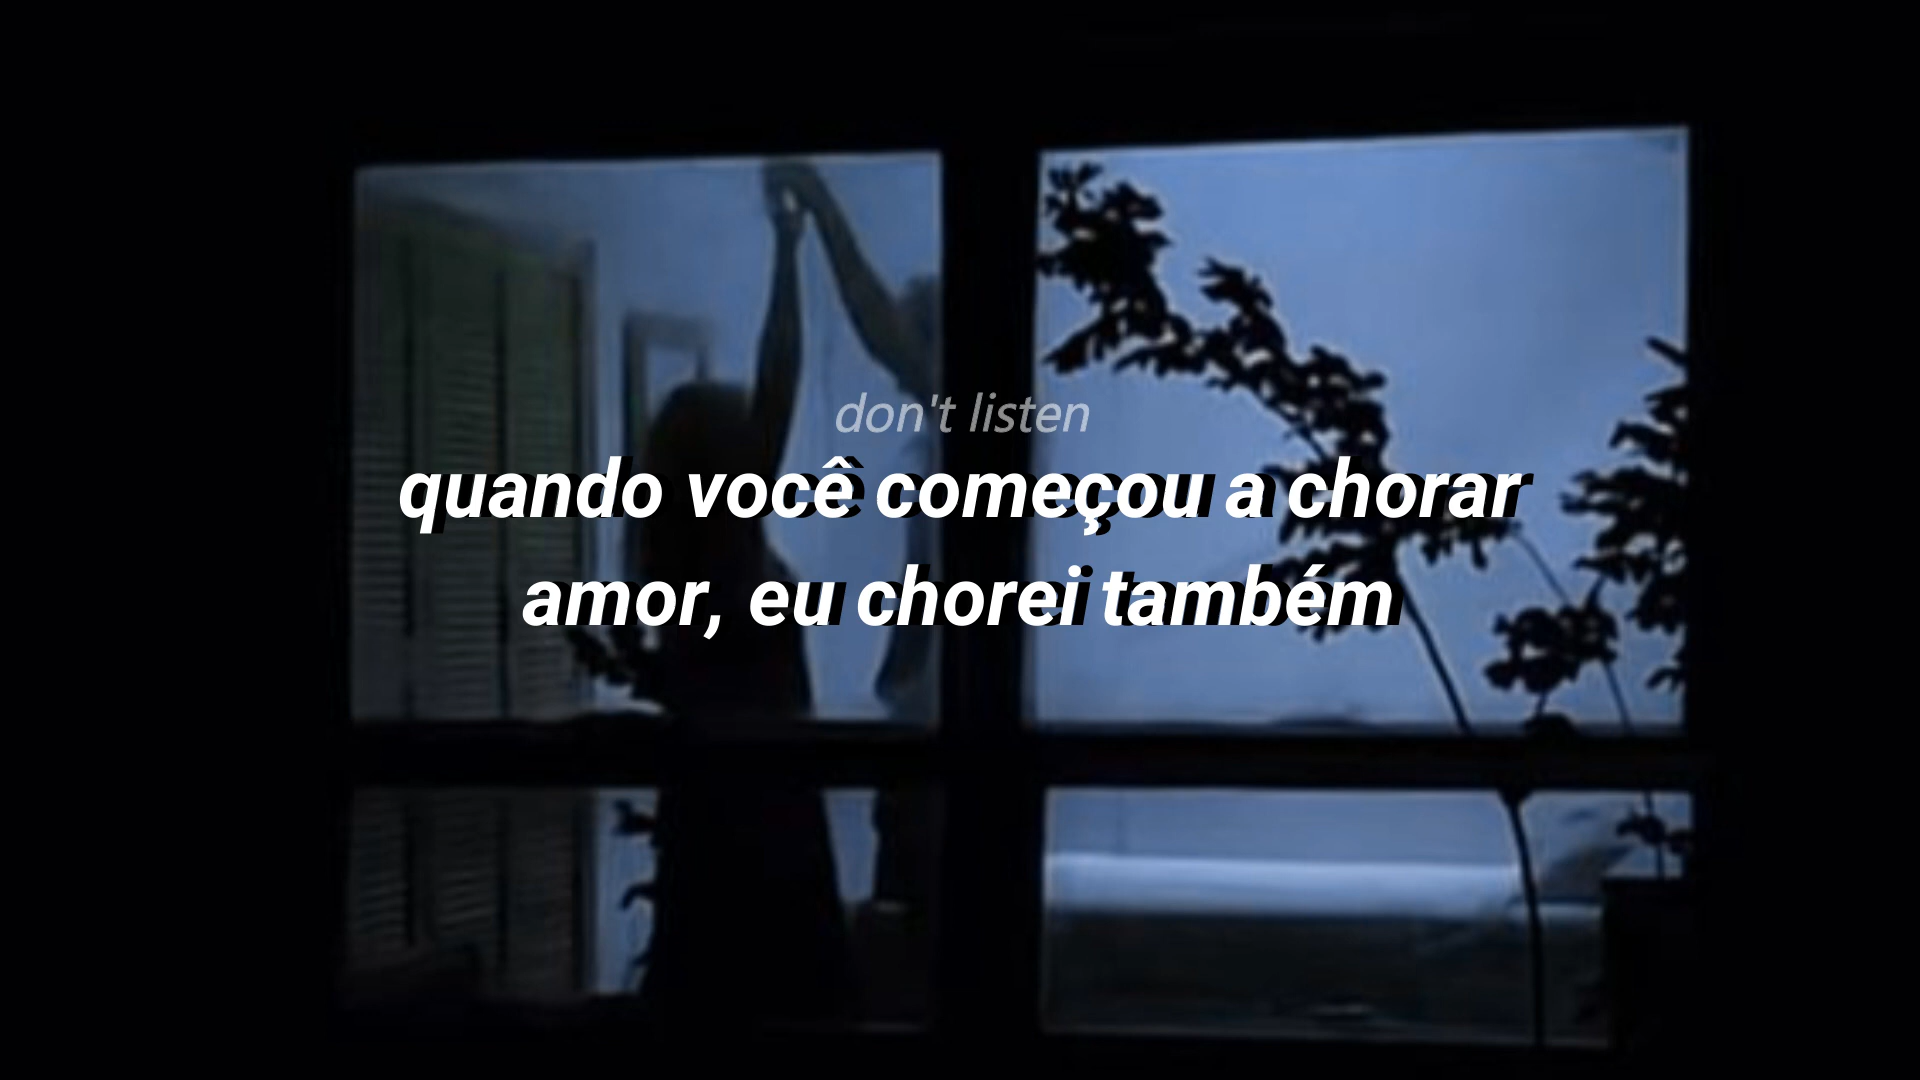 don't listen
quando você começou a chorar
amor, eu chorei também